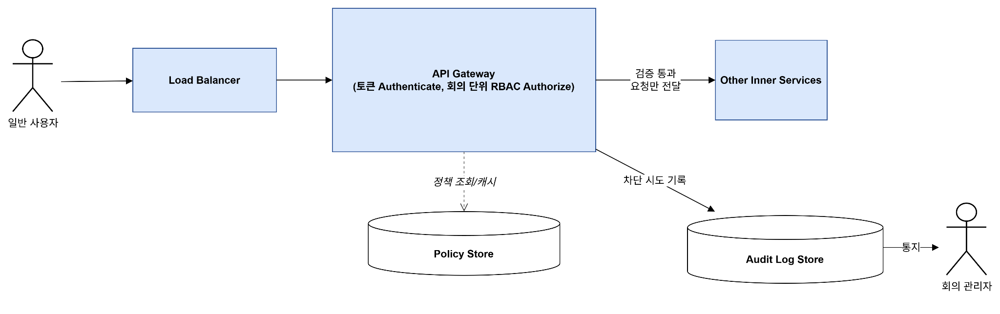 일반 사용자
Load Balancer
API Gateway
(토큰 Authenticate, 회의 단위 RBAC Authorize)
검증 통과
요청만 전달
Other Inner Services
정책 조회/캐시
차단 시도 기록
Policy Store
Audit Log Store
통지
회의 관리자